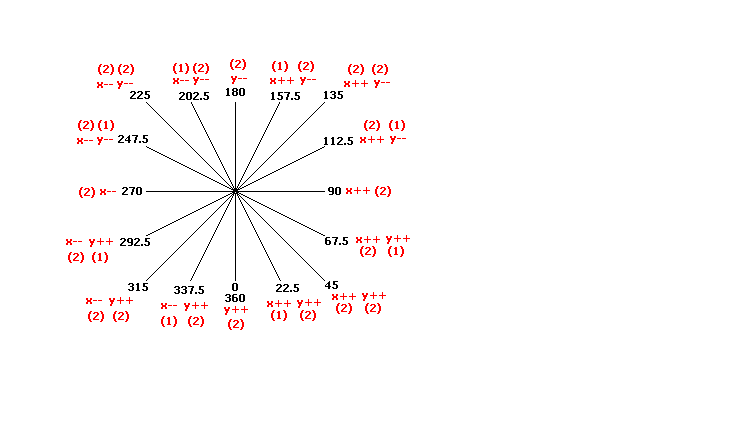 (2) (2) (1) (2) (2) (1) (2) (2) (2)
x-- y-- x-- y-- y-- x++ y-- x++ y--
225 202.5 180 157.5 135
(2) (1) (2) (1)
x-- y-- 247.5 112.5 x++ y--
(2) x-- 270 90 x++ (2)
x-- y++ 292.5 67.5 x++ y++
(2) (1) (2) (1)
315 337.5 0 22.5 45
360
x-- y++ x-- y++ y++ x++ y++ x++ y++
(2) (2) (1) (2) (2) (1) (2) (2) (2)